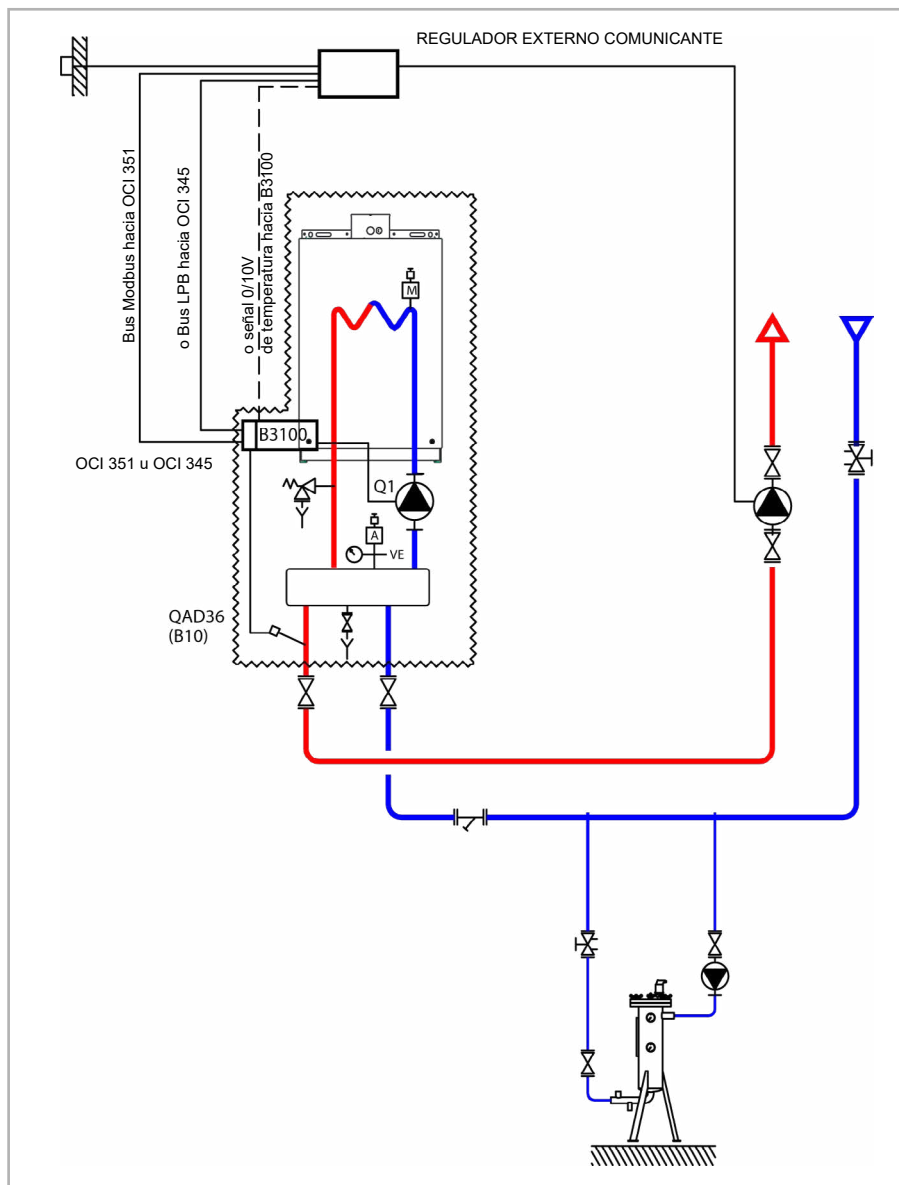 REGULADOR EXTERNO COMUNICANTE
Bus Modbus hacia OCI 351
o Bus LPB hacia OCI 345
o señal 0/10V
de temperatura hacia B3100
M
B3100
OCI 351 u OCI 345
Q1
A
VE
QAD36
(B10)